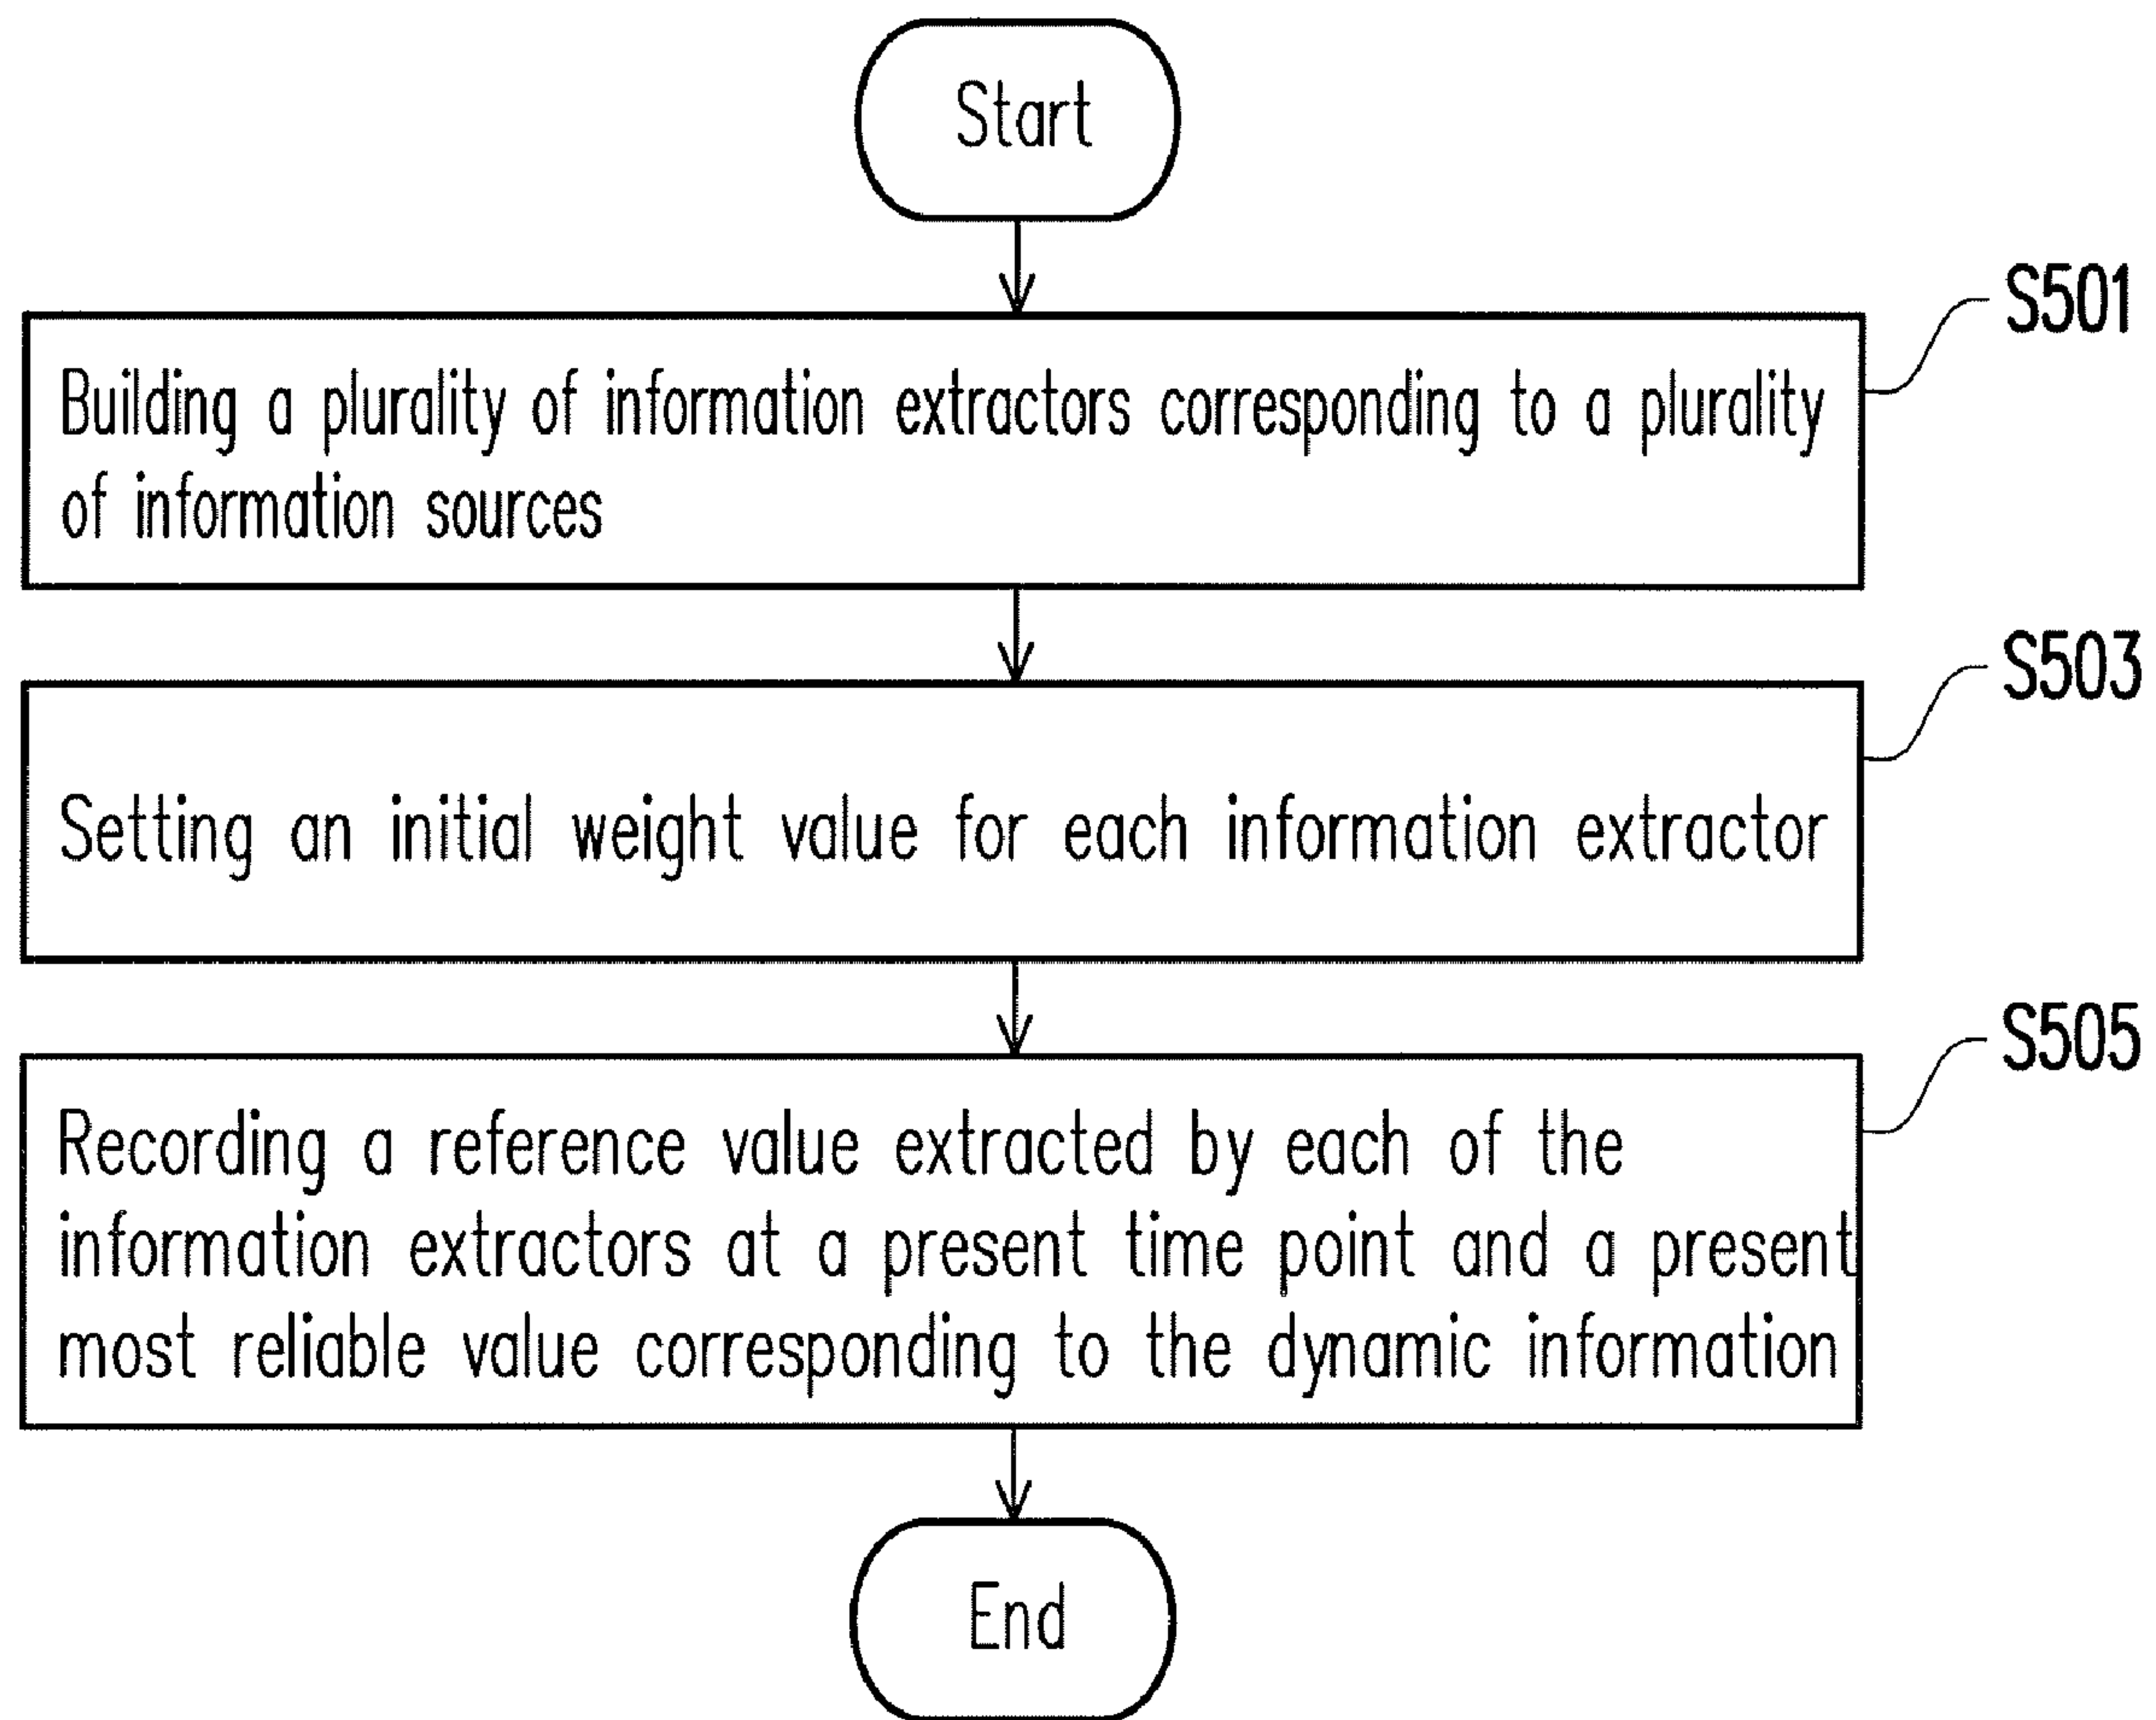 Start
S501
Building a plurality of information extractors corresponding to a plurality
of information sources
S503
Setting an initial weight value for each information extractor
S505
Recording a reference value extracted by each of the
information extractors at a present time point and a present
most reliable value corresponding to the dynamic information
End